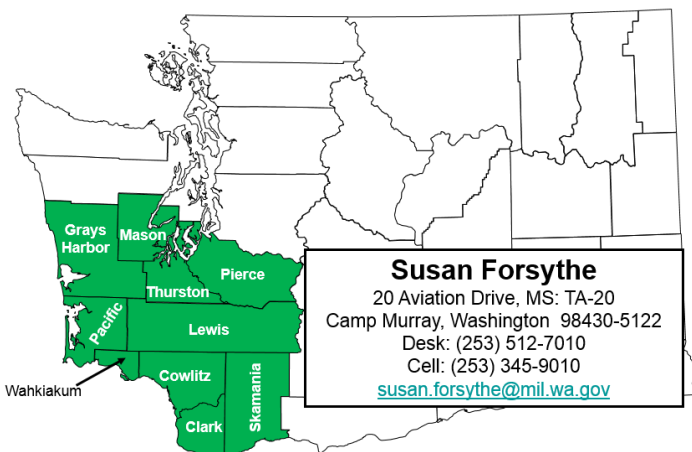 Grays
Harbor
Mason
Pierce
Thurston
Pacific
Lewis
Wahkiakum
Cowlitz
Skamania
Clark
Susan Forsythe
20 Aviation Drive, MS: TA-20
Camp Murray, Washington  98430-5122
Desk: (253) 512-7010
Cell: (253) 345-9010
susan.forsythe@mil.wa.gov